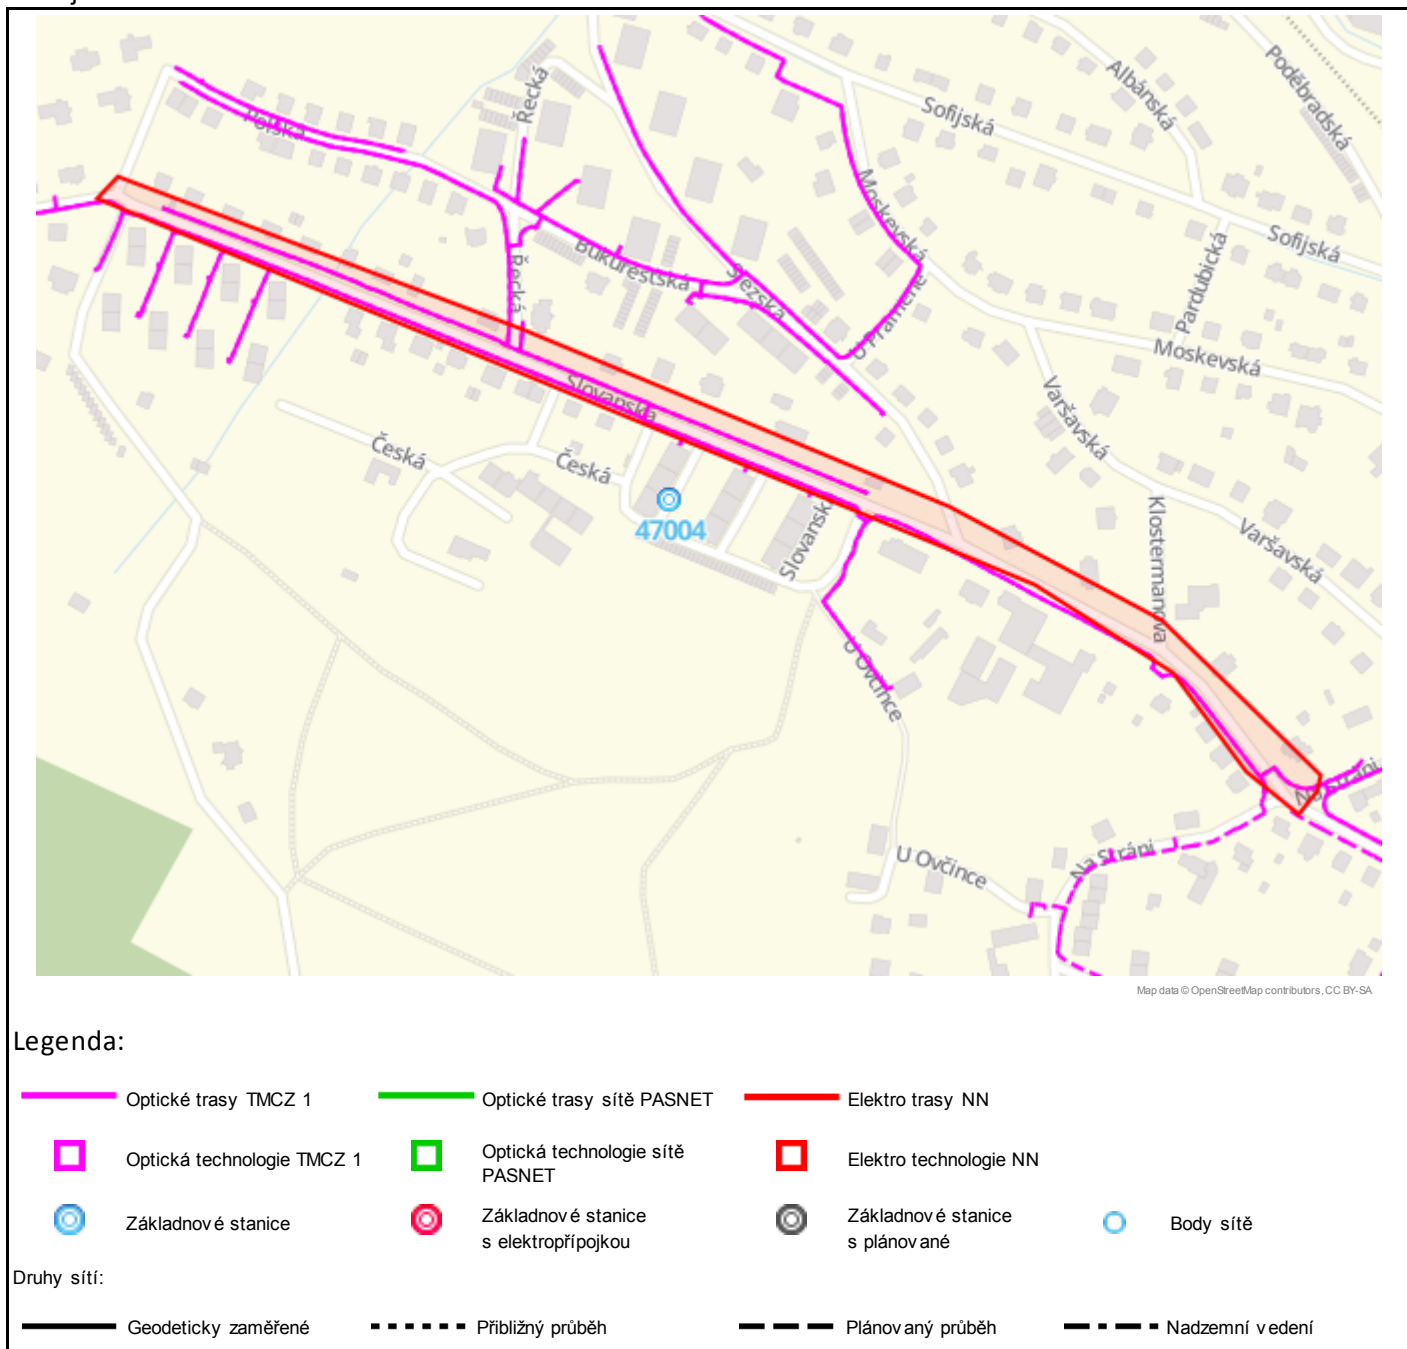 Polská
Řecká
Albánská
Poděbradská
Sofijská
Moskevská
Sofijská
Pardubická
Bukurešťská
Slezská
Řecká
U Pramene
Moskevská
Varšavská
Slovanská
Česká
Česká
47004
Slovanská
Klostermanova
Varšavská
U Ovčince
Na Stráni
U Ovčince
Na Stráni
Map data © OpenStreetMap contributors, CC BY-SA
Legenda:
Optické trasy TMCZ 1
Optické trasy sítě PASNET
Elektro trasy NN
Optická technologie TMCZ 1
Optická technologie sítě
PASNET
Elektro technologie NN
Základnové stanice
Základnové stanice
s elektropřípojkou
Základnové stanice
s plánované
Body sítě
Druhy sítí:
Geodeticky zaměřené
Přibližný průběh
Plánovaný průběh
Nadzemní vedení